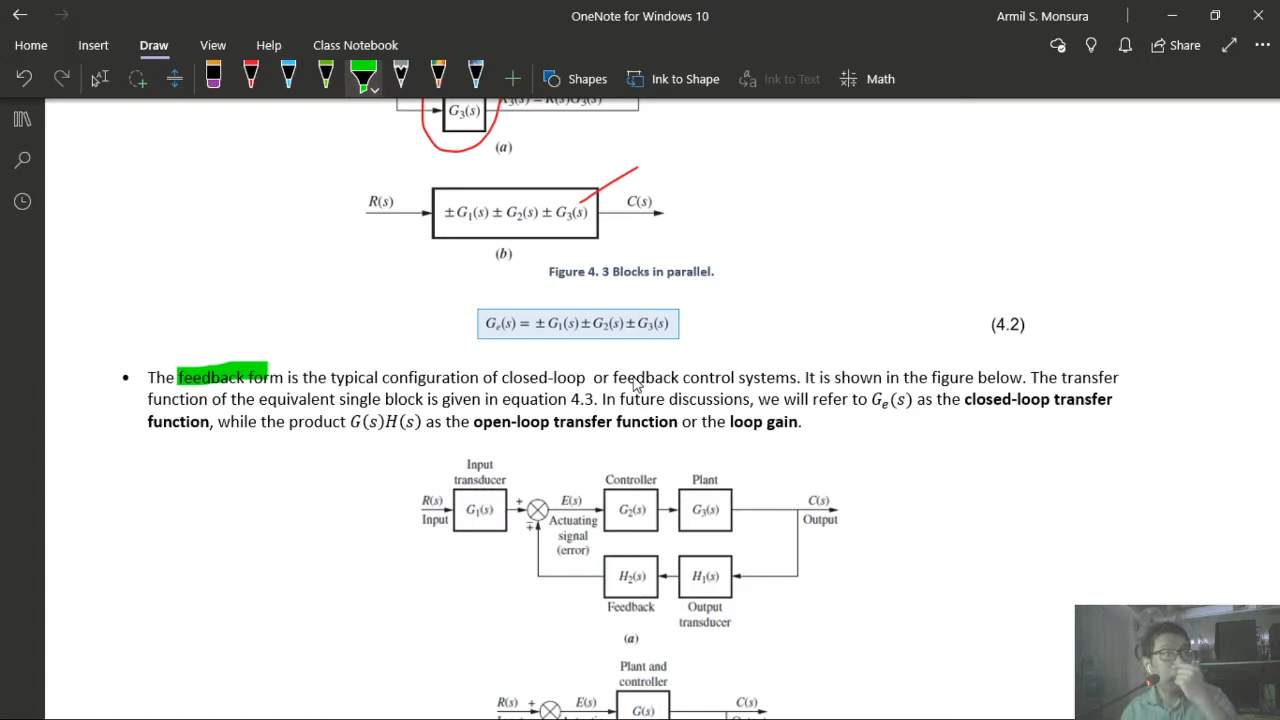 OneNote for Windows 10
Armil S. Monsura
Home
Insert
Draw
View
Help
Class Notebook
Share
Shapes
Ink to Shape
Ink to Text
Math
G₃(s)
X₃(s) = R(s)G₃(s)
(a)
R(s)
± G₁(s) ± G₂(s) ± G₃(s)
C(s)
(b)
Figure 4. 3 Blocks in parallel.
Gₑ(s) = ± G₁(s) ± G₂(s) ± G₃(s)
(4.2)
• The feedback form is the typical configuration of closed-loop or feedback control systems. It is shown in the figure below. The transfer
function of the equivalent single block is given in equation 4.3. In future discussions, we will refer to Gₑ(s) as the closed-loop transfer
function, while the product G(s)H(s) as the open-loop transfer function or the loop gain.
Input
transducer
Controller
Plant
R(s)
Input
G₁(s)
+
∓
E(s)
Actuating
signal
(error)
G₂(s)
G₃(s)
C(s)
Output
H₂(s)
H₁(s)
Feedback
Output
transducer
(a)
Plant and
controller
R(s)
+
E(s)
G(s)
C(s)